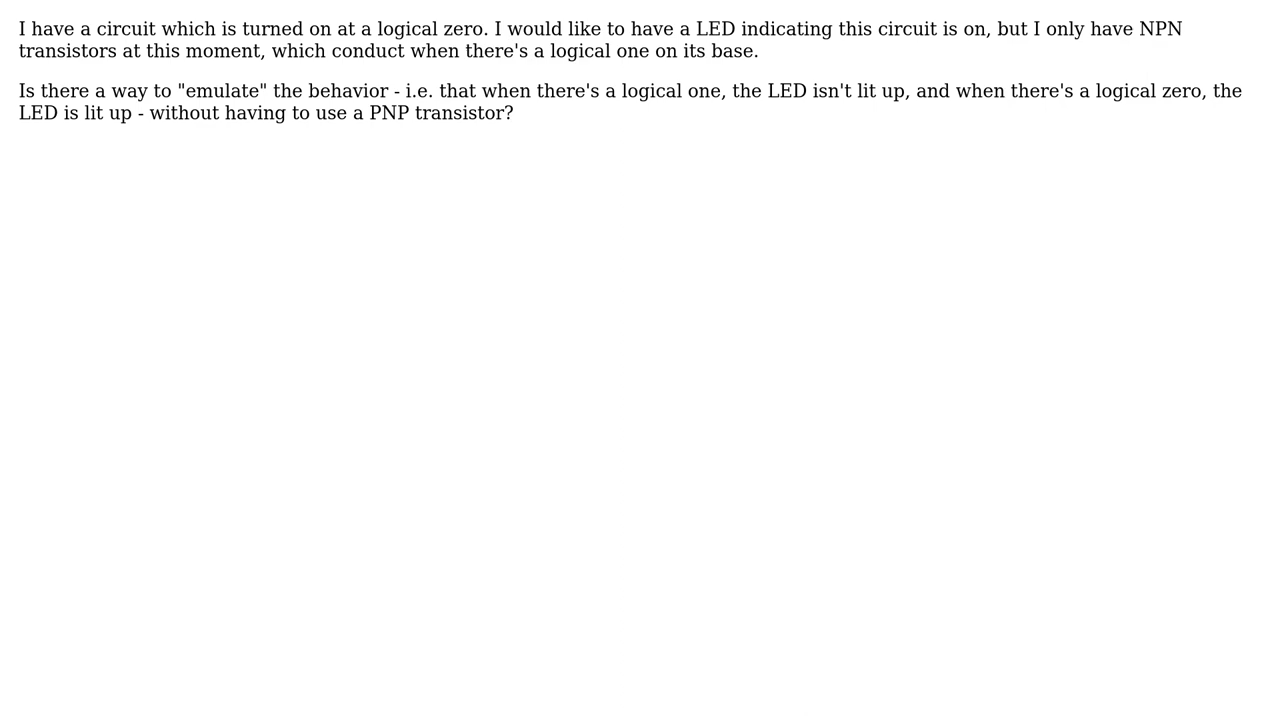 I have a circuit which is turned on at a logical zero. I would like to have a LED indicating this circuit is on, but I only have NPN
transistors at this moment, which conduct when there's a logical one on its base.
Is there a way to "emulate" the behavior - i.e. that when there's a logical one, the LED isn't lit up, and when there's a logical zero, the
LED is lit up - without having to use a PNP transistor?